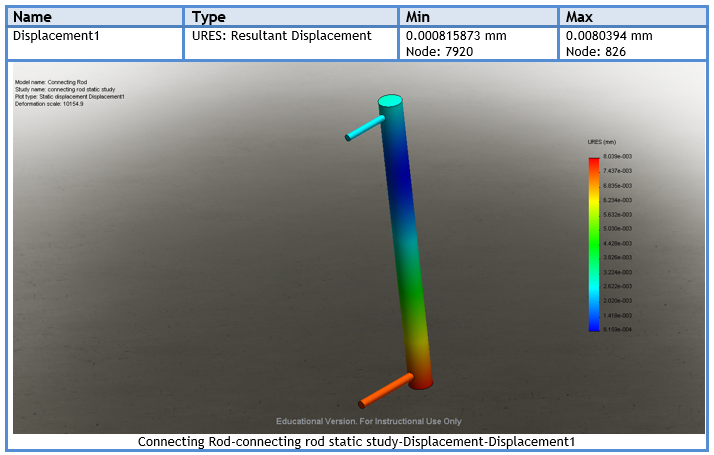 Name Type Min Max
Displacement1 URES: Resultant Displacement 0.000815873 mm 0.0080394 mm
Node: 7920 Node: 826
Model name: Connecting Rod
Study name: connecting rod static study
Plot type: Static displacement Displacement1
Deformation scale: 10154.9
URES (mm)
8.039e-003
7.437e-003
6.835e-003
6.234e-003
5.632e-003
5.030e-003
4.428e-003
3.826e-003
3.224e-003
2.622e-003
2.020e-003
1.418e-003
8.159e-004
Educational Version. For Instructional Use Only
Connecting Rod-connecting rod static study-Displacement-Displacement1